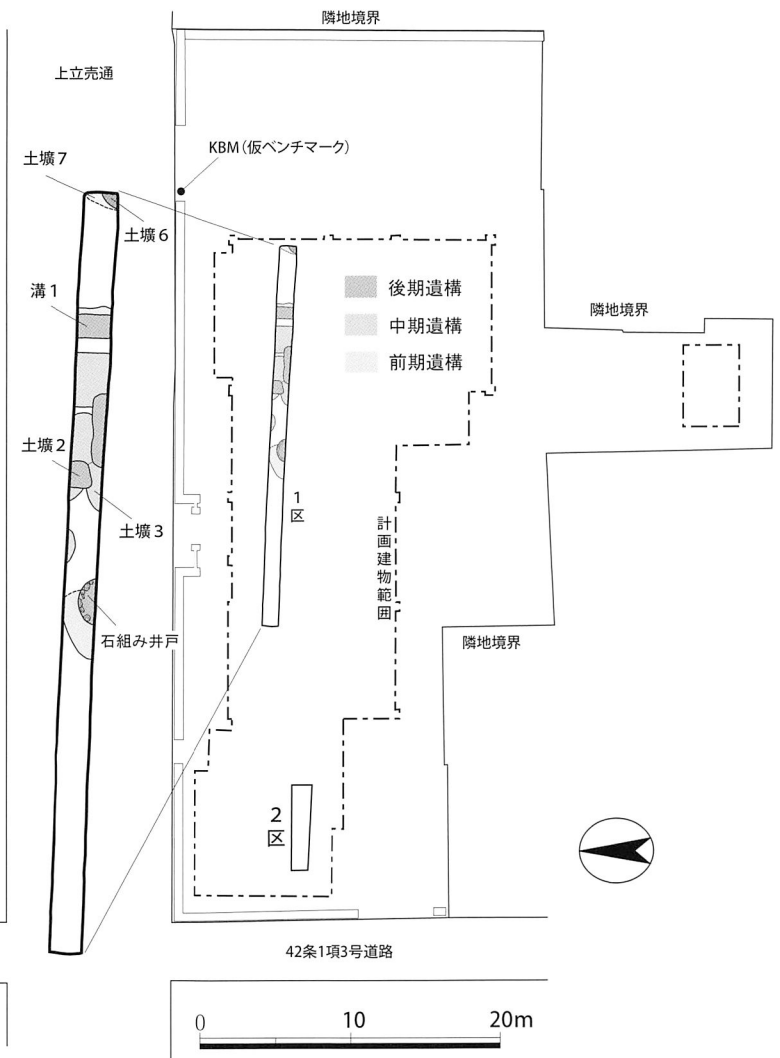 隣地境界
上立売通
KBM(仮ベンチマーク)
土壙7
土壙6
溝1
後期遺構
中期遺構
前期遺構
隣地境界
土壙2
土壙3
1区
計画建物範囲
石組み井戸
隣地境界
2区
42条1項3号道路
0 10 20m